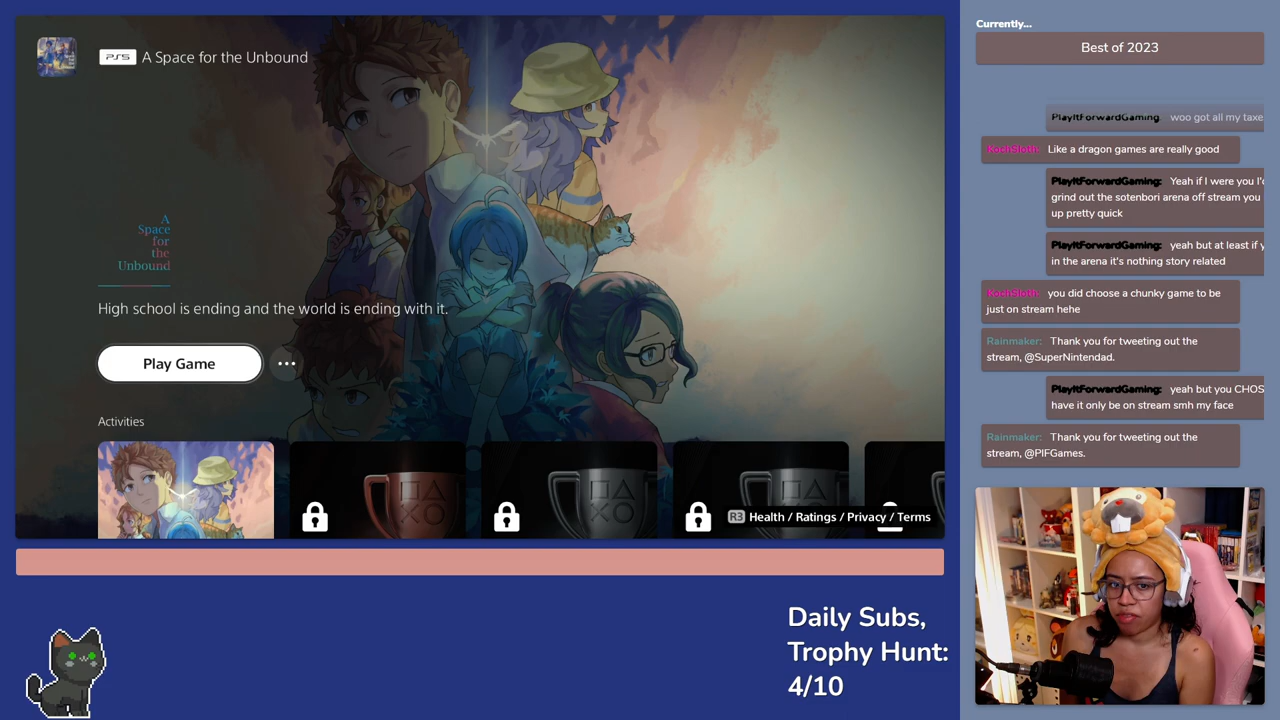 PS5 A Space for the Unbound
A
Space
for
the
Unbound
High school is ending and the world is ending with it.
Play Game
Activities
R3 Health / Ratings / Privacy / Terms
Daily Subs,
Trophy Hunt:
4/10
Currently...
Best of 2023
PlayItForwardGaming: woo got all my taxe
KochSloth: Like a dragon games are really good
PlayItForwardGaming: Yeah if I were you I'd
grind out the sotenbori arena off stream you
up pretty quick
PlayItForwardGaming: yeah but at least if y
in the arena it's nothing story related
KochSloth: you did choose a chunky game to be
just on stream hehe
Rainmaker: Thank you for tweeting out the
stream, @SuperNintendad.
PlayItForwardGaming: yeah but you CHOS
have it only be on stream smh my face
Rainmaker: Thank you for tweeting out the
stream, @PIFGames.